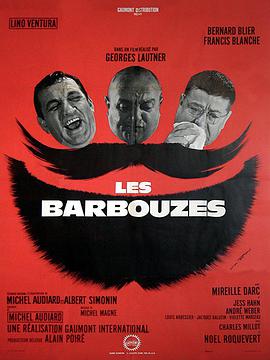 GAUMONT DISTRIBUTION
LINO VENTURA
BERNARD BLIER
FRANCIS BLANCHE
DANS UN FILM RÉALISÉ PAR
GEORGES LAUTNER
LES
BARBOUZES
AVEC
MIREILLE DARC
JESS HAHN
ANDRÉ WEBER
CHARLES MILLOT
NOEL ROQUEVERT
MICHEL AUDIARD ET ALBERT SIMONIN
MICHEL AUDIARD
MUSIQUE DE
MICHEL MAGNE
UNE RÉALISATION GAUMONT INTERNATIONAL
PRODUCTEUR DÉLÉGUÉ ALAIN POIRÉ